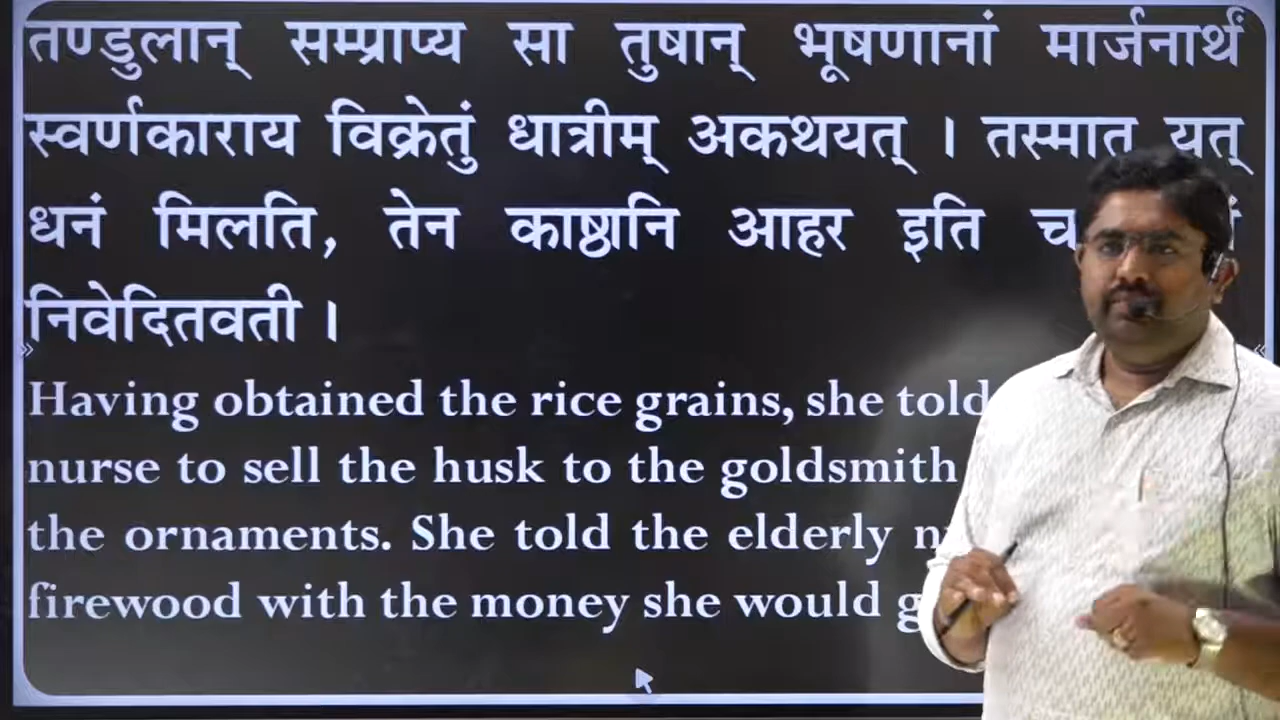 तण्डुलान् सम्प्राप्य सा तुषान् भूषणानां मार्जनार्थं
स्वर्णकाराय विक्रेतुं धात्रीम् अकथयत् । तस्मात् यत्
धनं मिलति, तेन काष्ठानि आहर इति च
निवेदितवती ।
Having obtained the rice grains, she told
nurse to sell the husk to the goldsmith
the ornaments. She told the elderly
firewood with the money she would